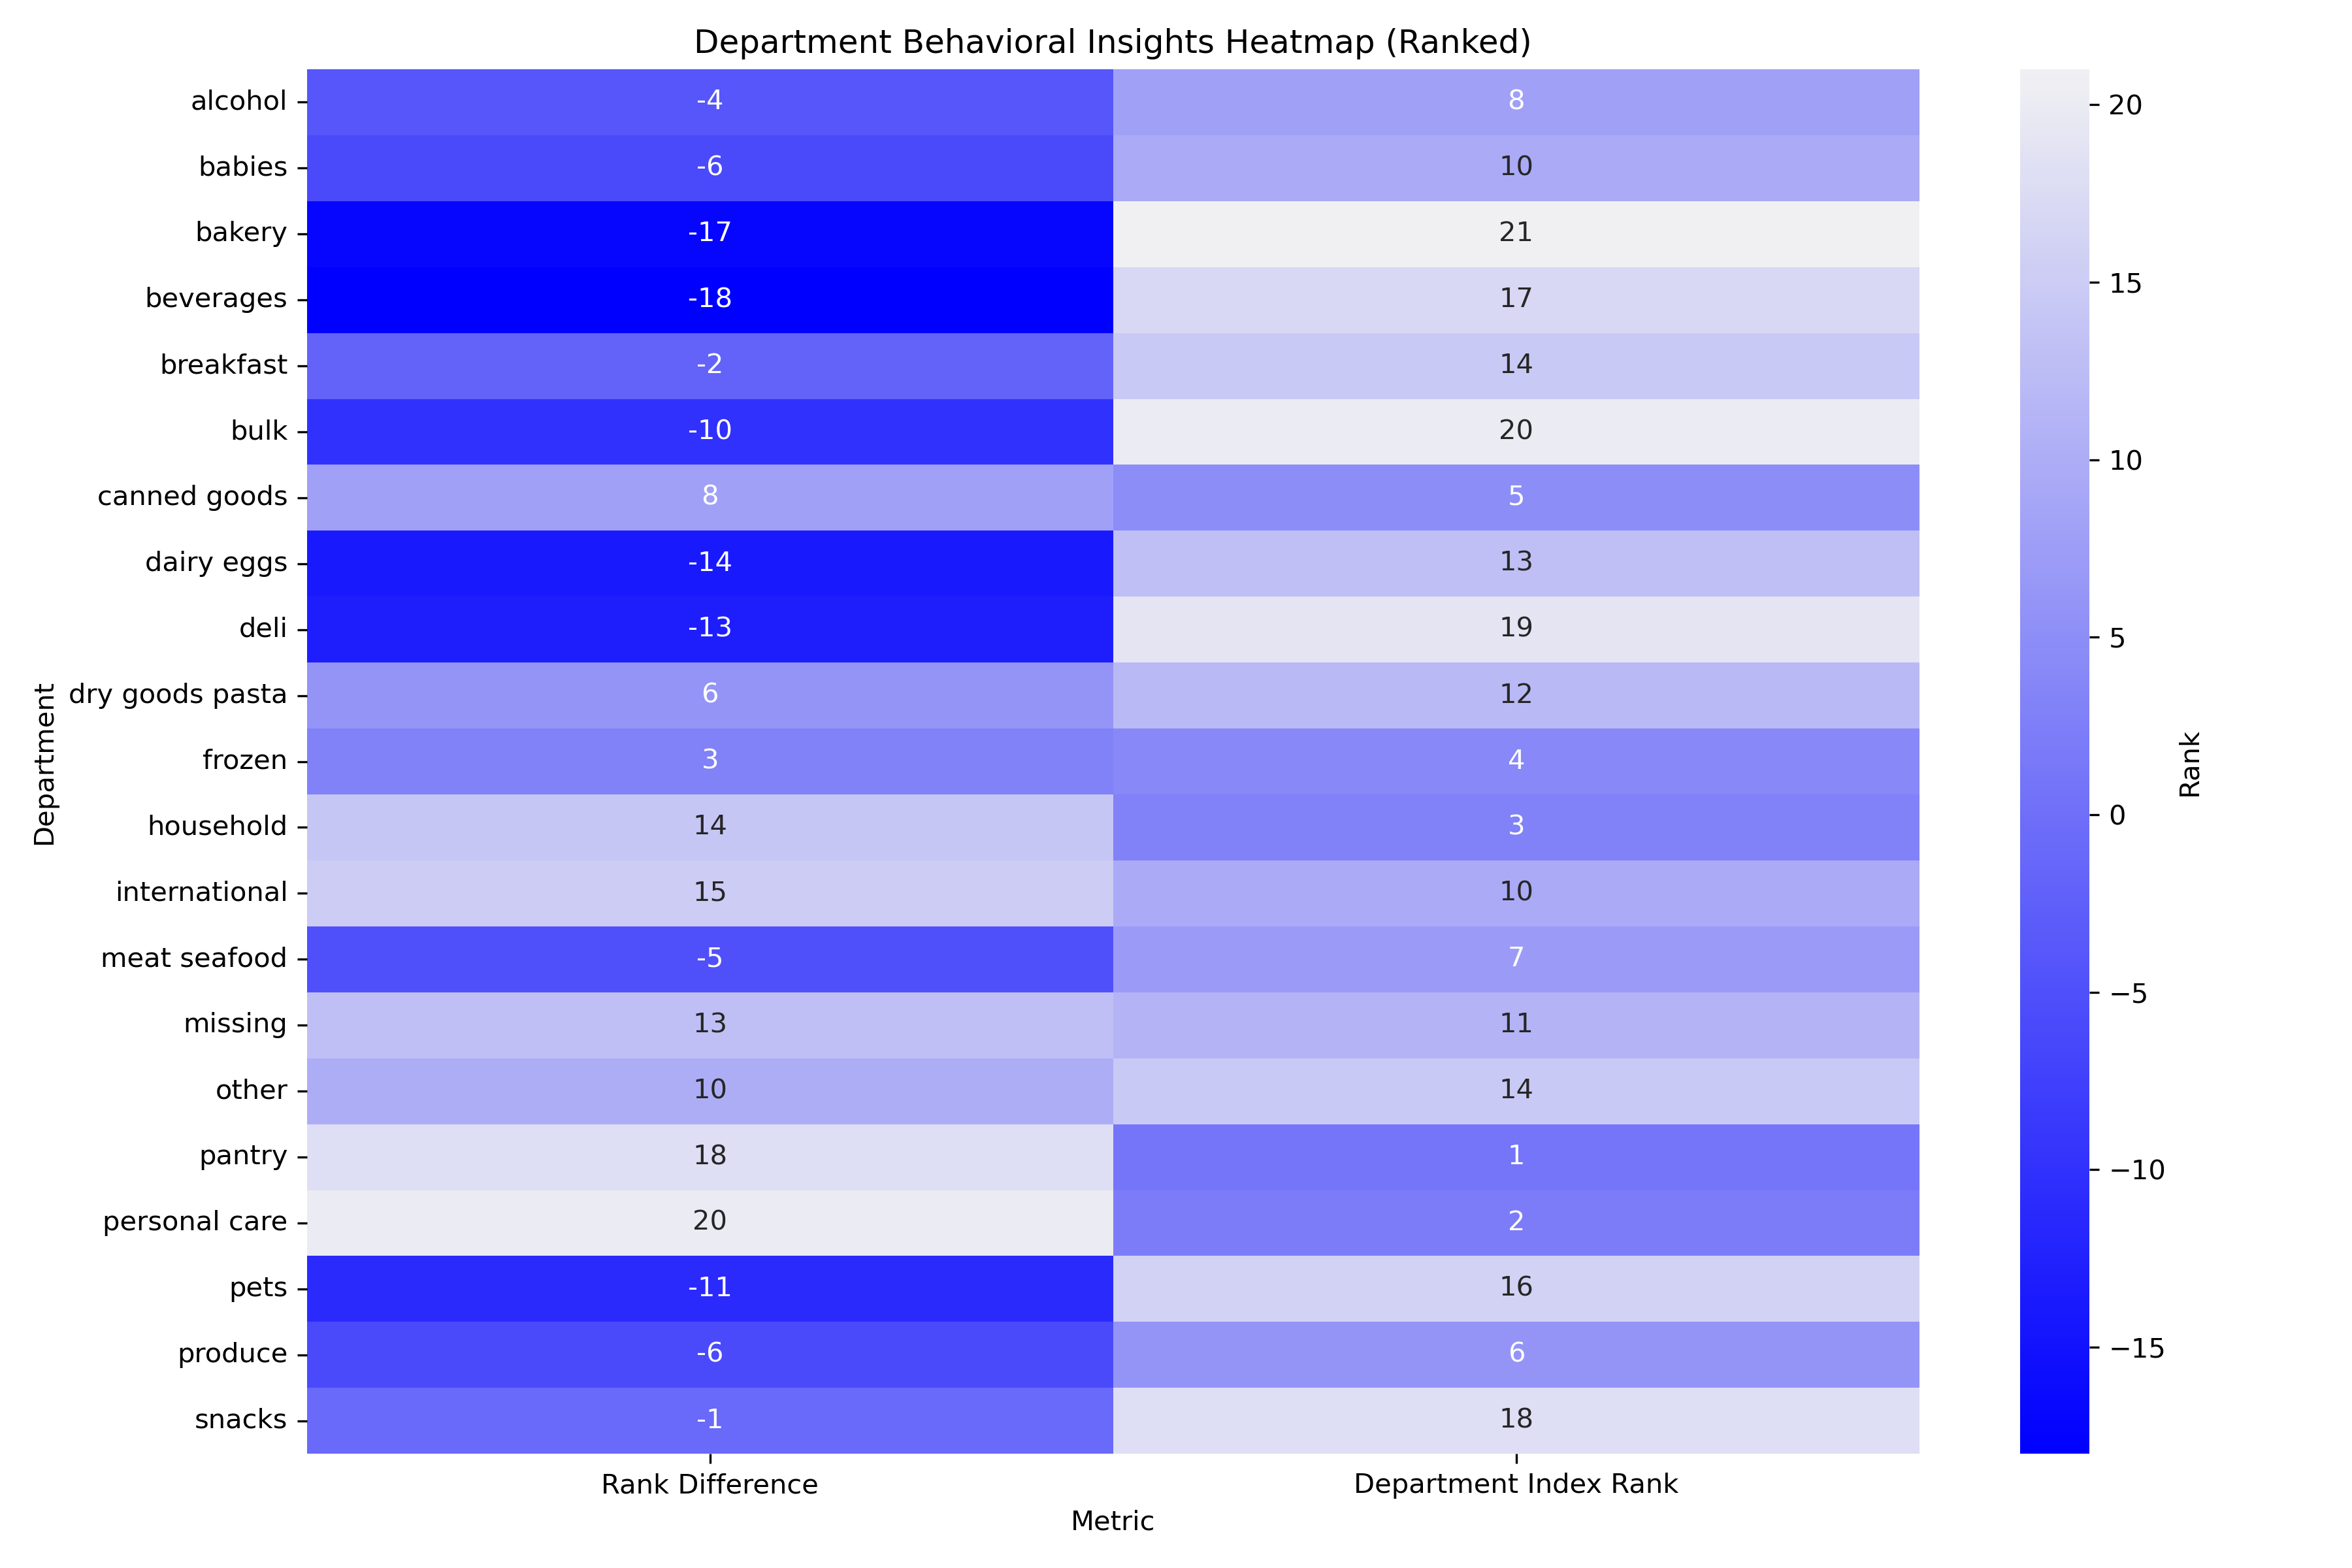 Department Behavioral Insights Heatmap (Ranked)
alcohol -4 8
babies -6 10
bakery -17 21
beverages -18 17
breakfast -2 14
bulk -10 20
canned goods 8 5
dairy eggs -14 13
deli -13 19
dry goods pasta 6 12
frozen 3 4
household 14 3
international 15 10
meat seafood -5 7
missing 13 11
other 10 14
pantry 18 1
personal care 20 2
pets -11 16
produce -6 6
snacks -1 18
Department
Rank Difference Department Index Rank
Metric
20
15
10
5
0
−5
−10
−15
Rank